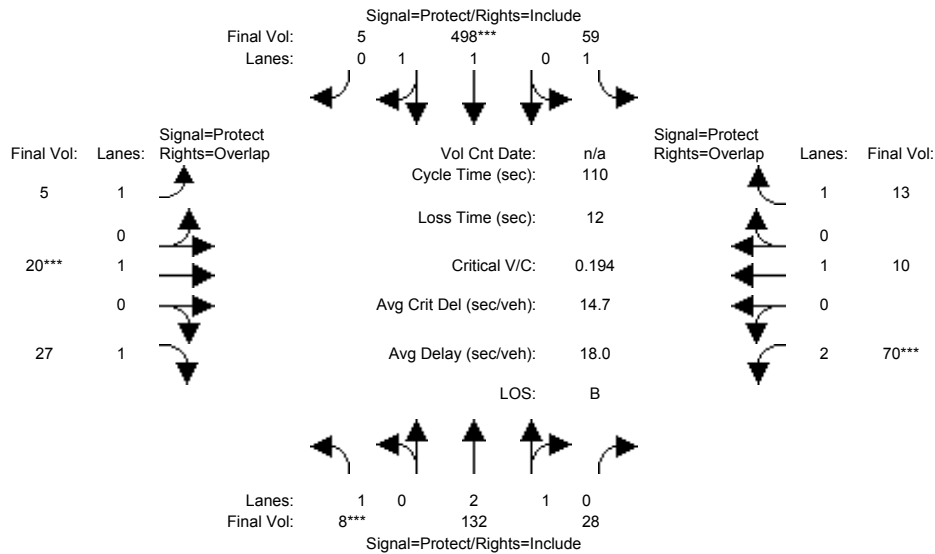 Signal=Protect/Rights=Include
Final Vol: 5 498*** 59
Lanes: 0 1 1 0 1
Signal=Protect
Final Vol: Lanes: Rights=Overlap
Vol Cnt Date: n/a
Signal=Protect
Rights=Overlap Lanes: Final Vol:
Cycle Time (sec): 110
5 1
1 13
Loss Time (sec): 12
0
0
20*** 1
Critical V/C: 0.194
1 10
0
Avg Crit Del (sec/veh): 14.7
0
27 1
Avg Delay (sec/veh): 18.0
2 70***
LOS: B
Lanes: 1 0 2 1 0
Final Vol: 8*** 132 28
Signal=Protect/Rights=Include